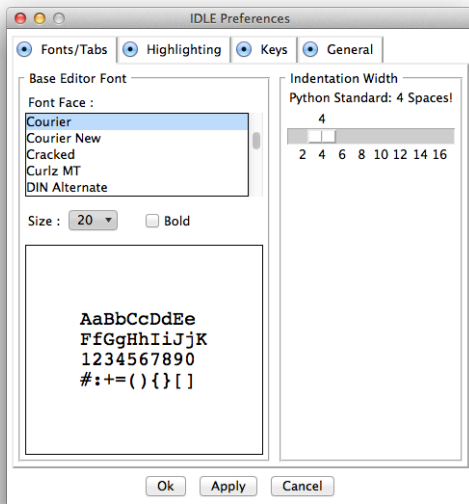 IDLE Preferences
Fonts/Tabs Highlighting Keys General
Base Editor Font
Font Face :
Courier
Courier New
Cracked
Curlz MT
DIN Alternate
Size : 20 Bold
AaBbCcDdEe
FfGgHhIiJjK
1234567890
#:+=(){}[]
Indentation Width
Python Standard: 4 Spaces!
4
2 4 6 8 10 12 14 16
Ok Apply Cancel